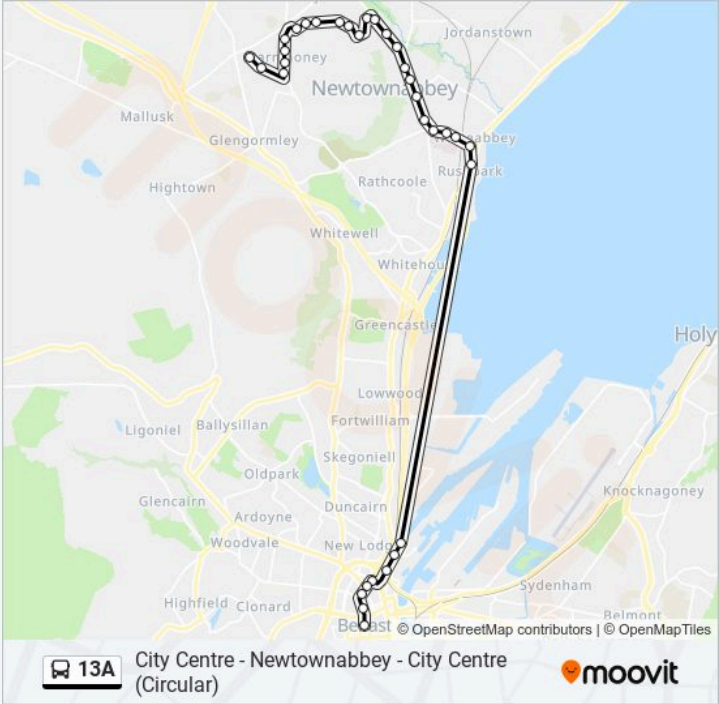 Jordanstown
Newtownabbey
Mallusk
Glengormley
Rathcoole
Hightown
Whitewell
Greencastle
Holy
Lowwood
Fortwilliam
Ballysillan
Ligoniel
Skegoniell
Oldpark
Knocknagoney
Glencairn
Duncairn
Ardoyne
Woodvale
New Lodg
Sydenham
Highfield
Clonard
Belmont
© OpenStreetMap contributors | © OpenMapTiles
13A City Centre - Newtownabbey - City Centre
(Circular)
moovit